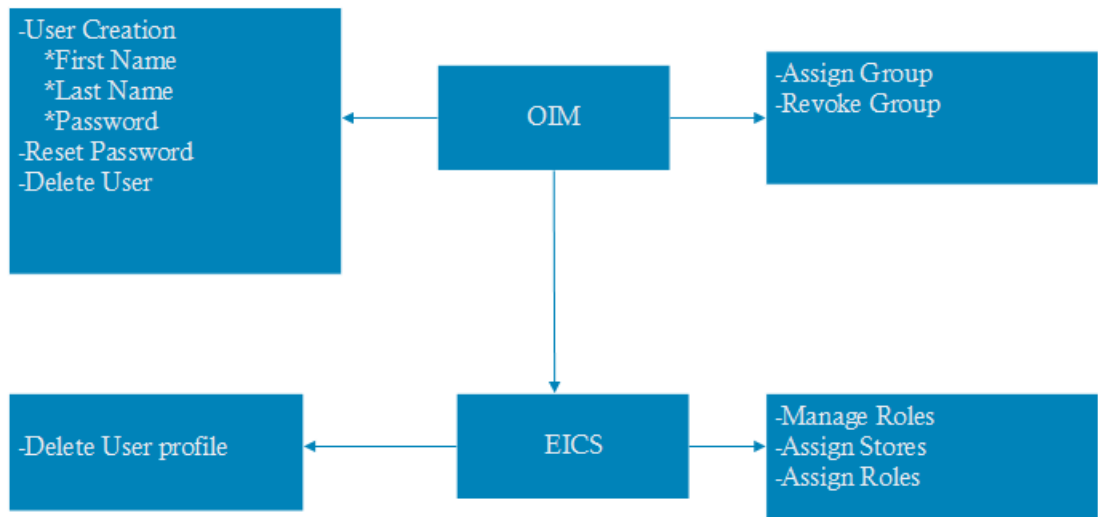 -User Creation
*First Name
*Last Name
*Password
-Reset Password
-Delete User
OIM
-Assign Group
-Revoke Group
-Delete User profile
EICS
-Manage Roles
-Assign Stores
-Assign Roles